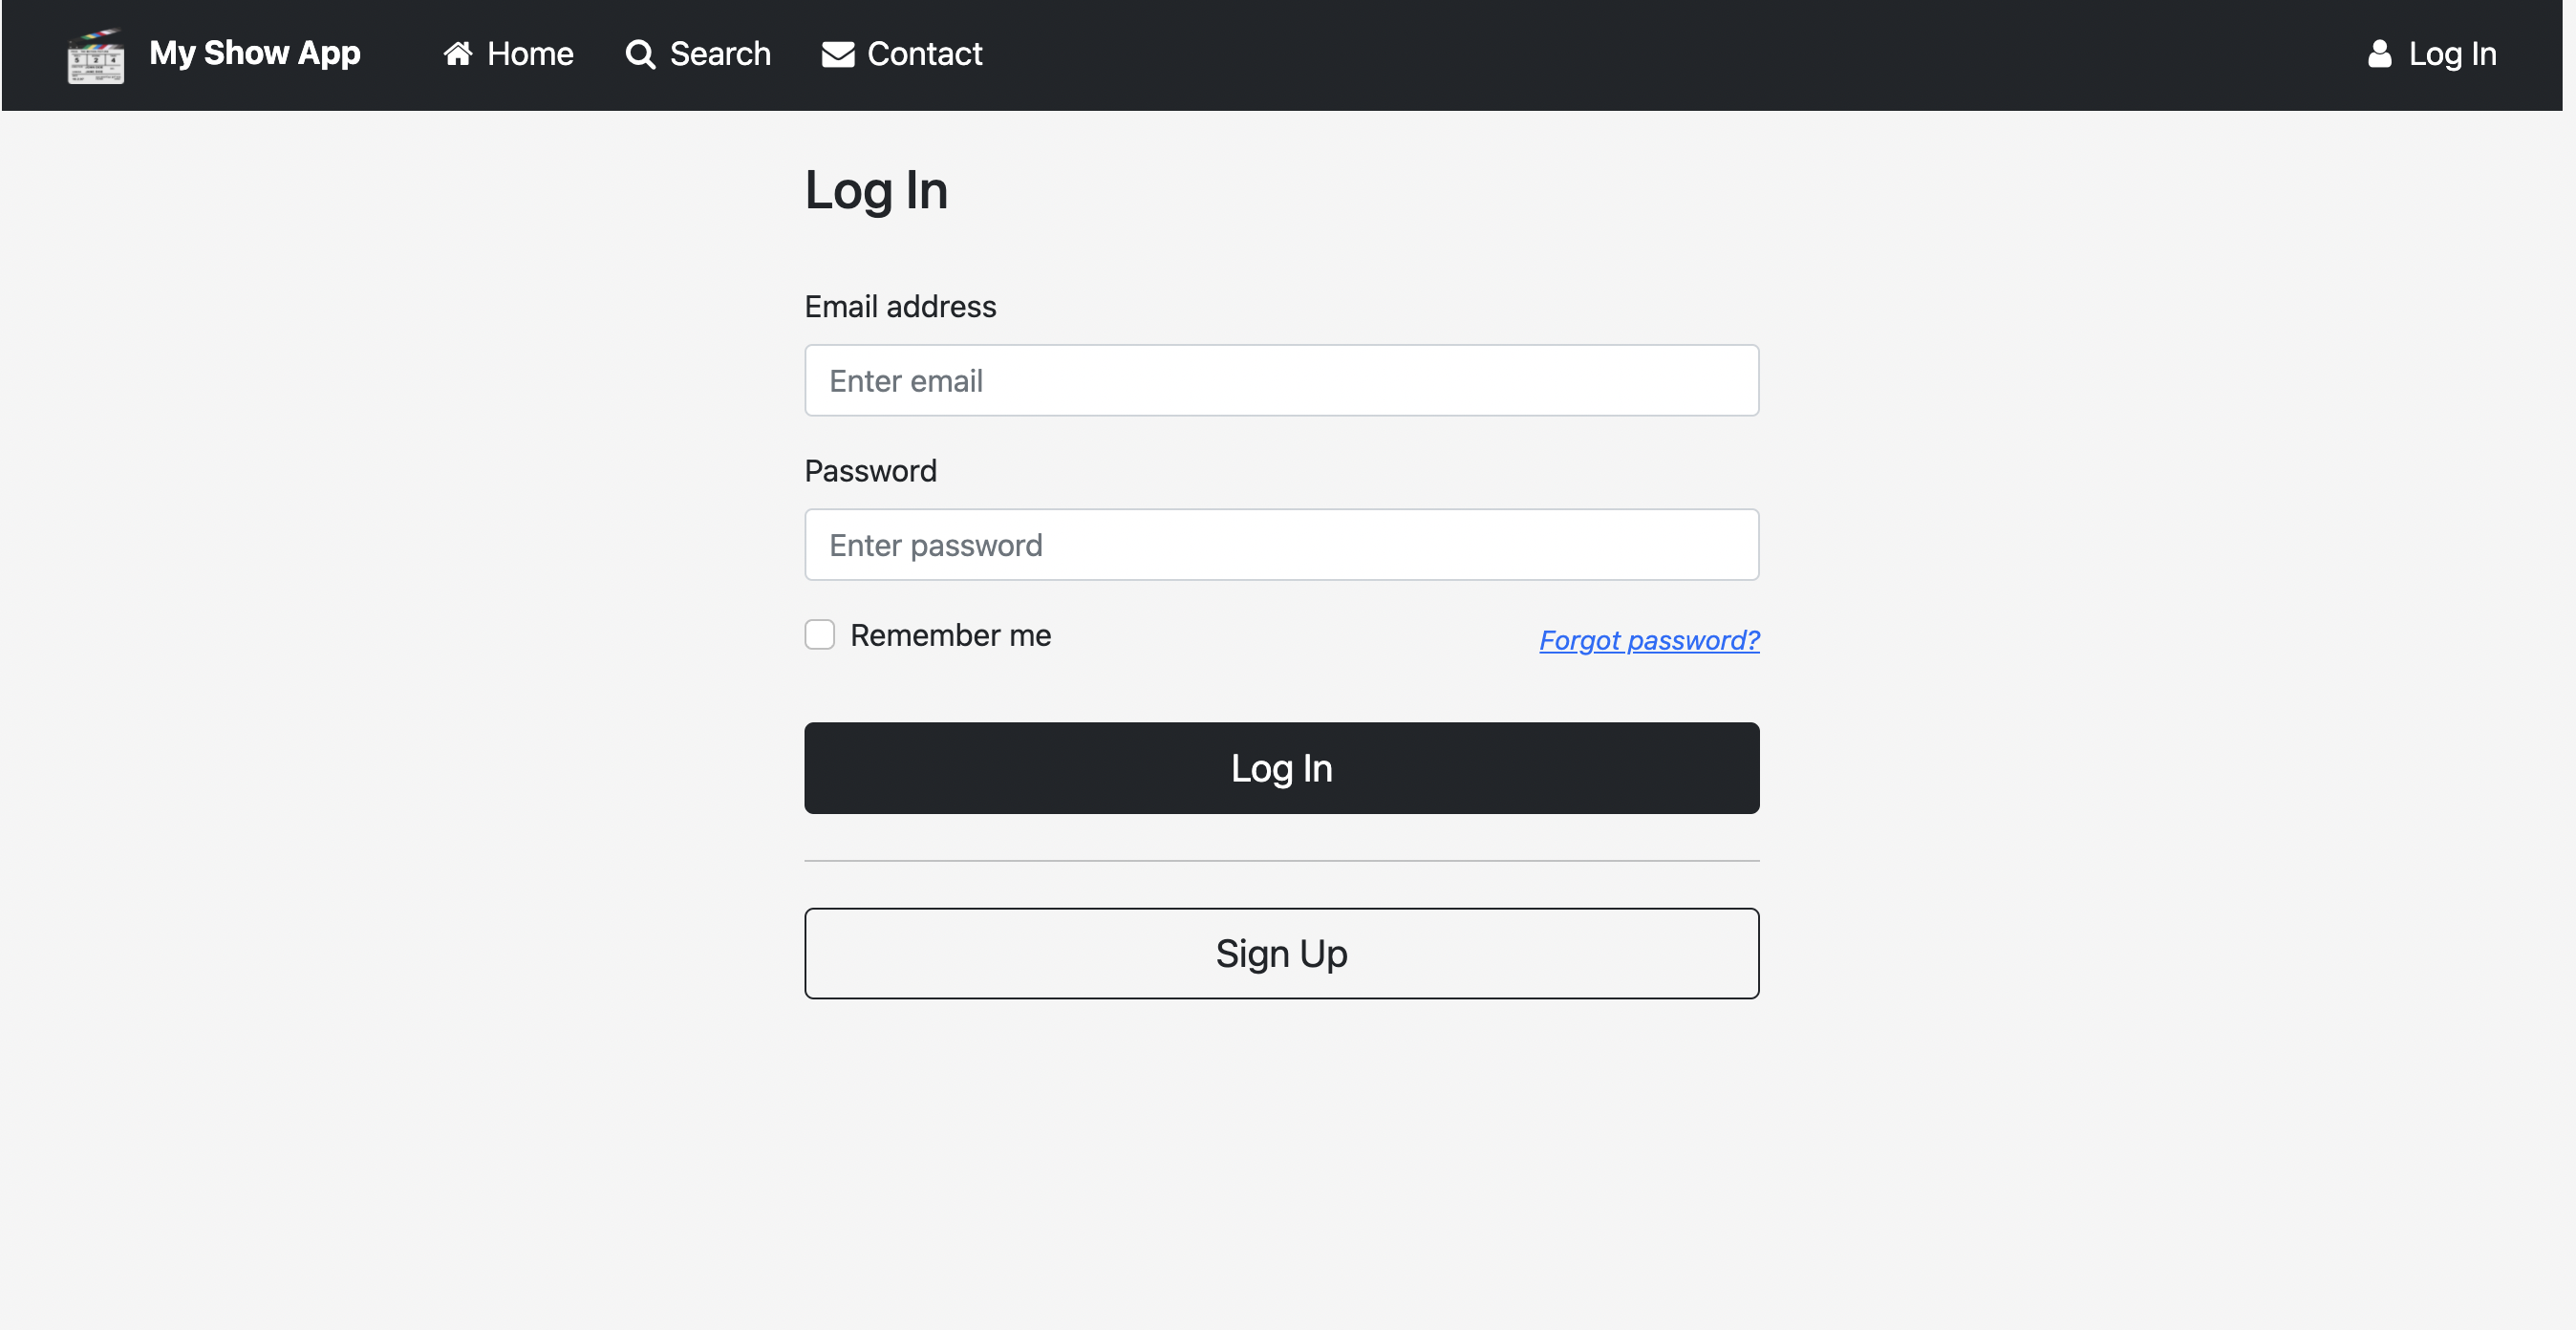 My Show App Home Search Contact Log In
Log In
Email address
Enter email
Password
Enter password
Remember me Forgot password?
Log In
Sign Up